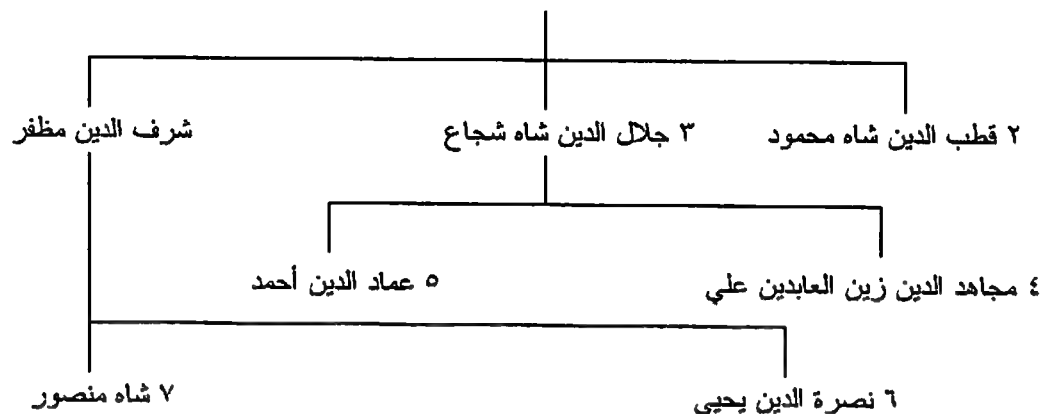 ٢ قطب الدين شاه محمود
٣ جلال الدين شاه شجاع
شرف الدين مظفر
٤ مجاهد الدين زين العابدين علي
٥ عماد الدين أحمد
٦ نصرة الدين يحيى
٧ شاه منصور